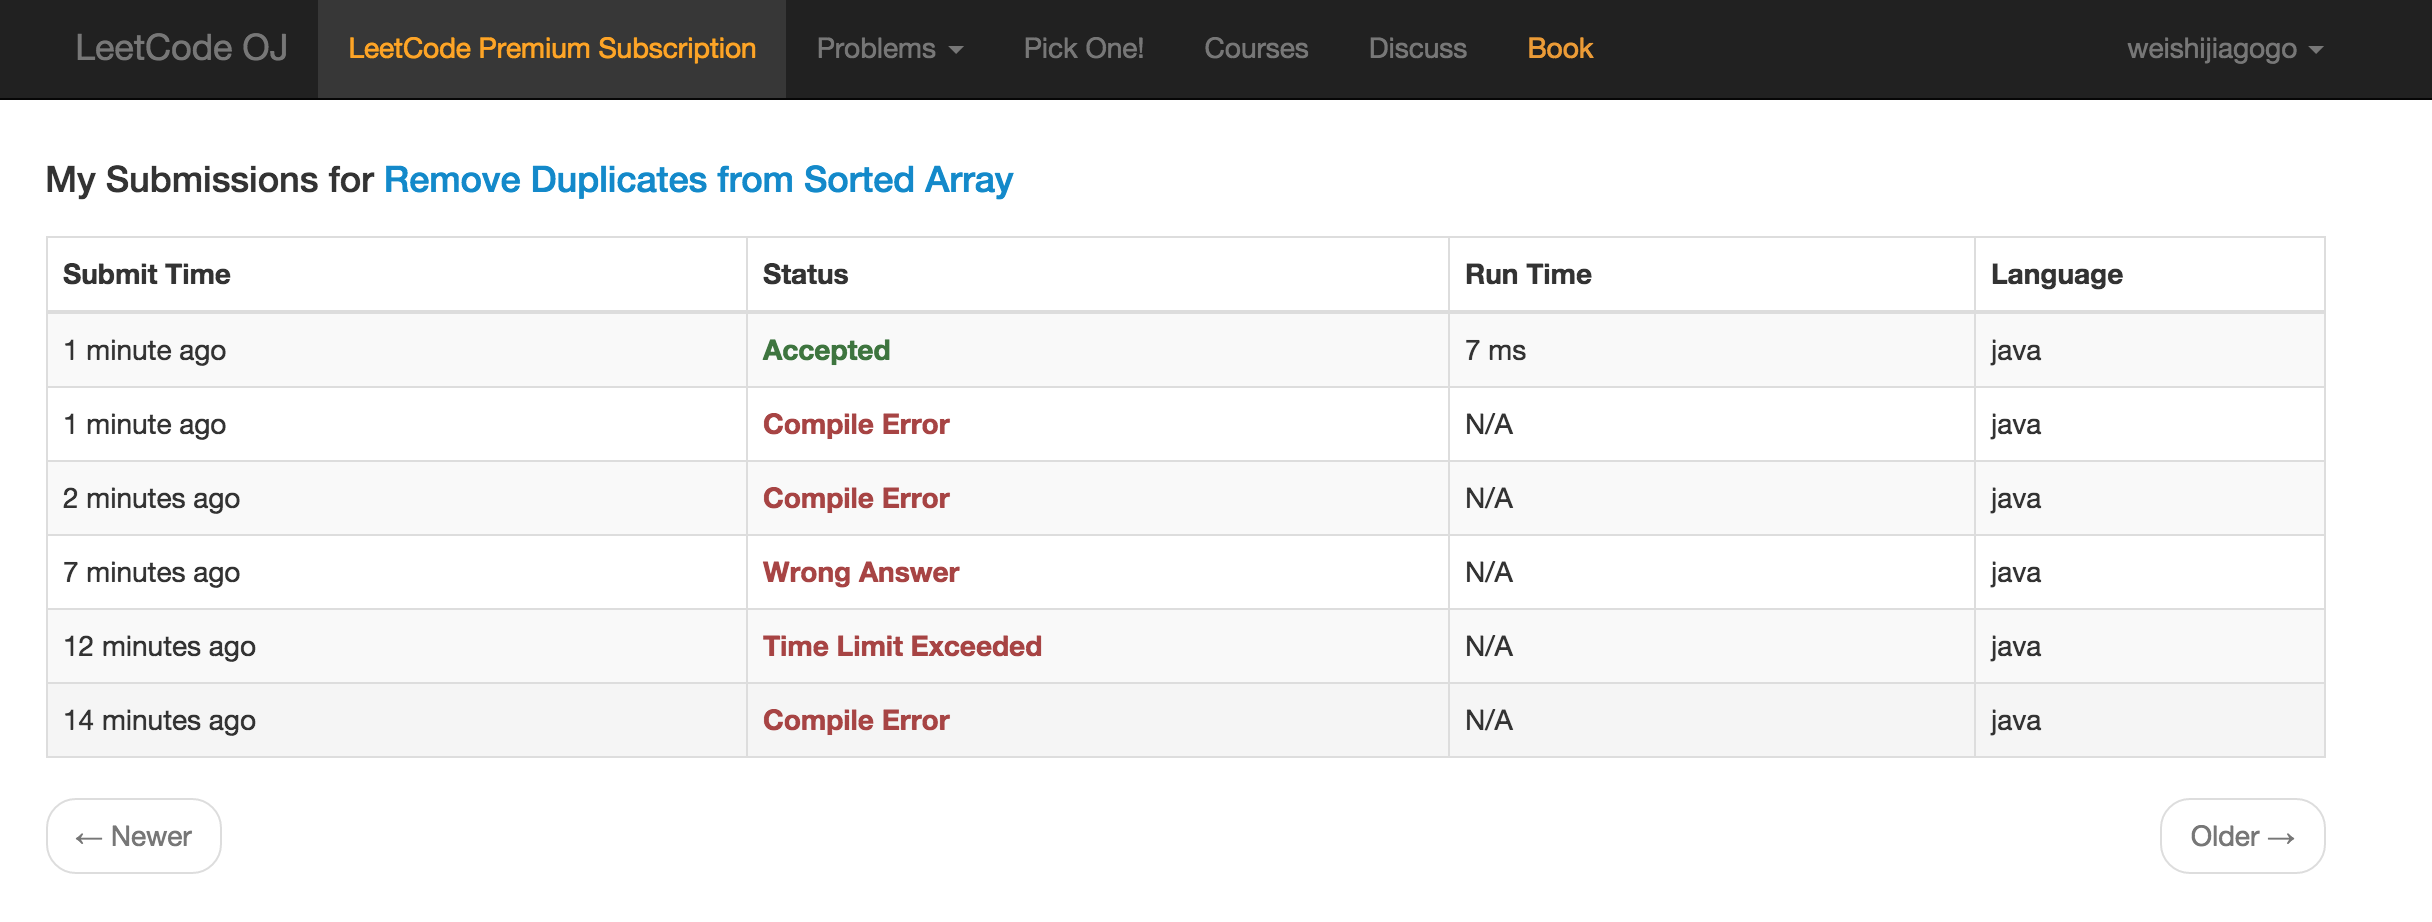 LeetCode OJ LeetCode Premium Subscription Problems Pick One! Courses Discuss Book weishijiagogo
My Submissions for Remove Duplicates from Sorted Array
Submit Time Status Run Time Language
1 minute ago Accepted 7 ms java
1 minute ago Compile Error N/A java
2 minutes ago Compile Error N/A java
7 minutes ago Wrong Answer N/A java
12 minutes ago Time Limit Exceeded N/A java
14 minutes ago Compile Error N/A java
← Newer Older →